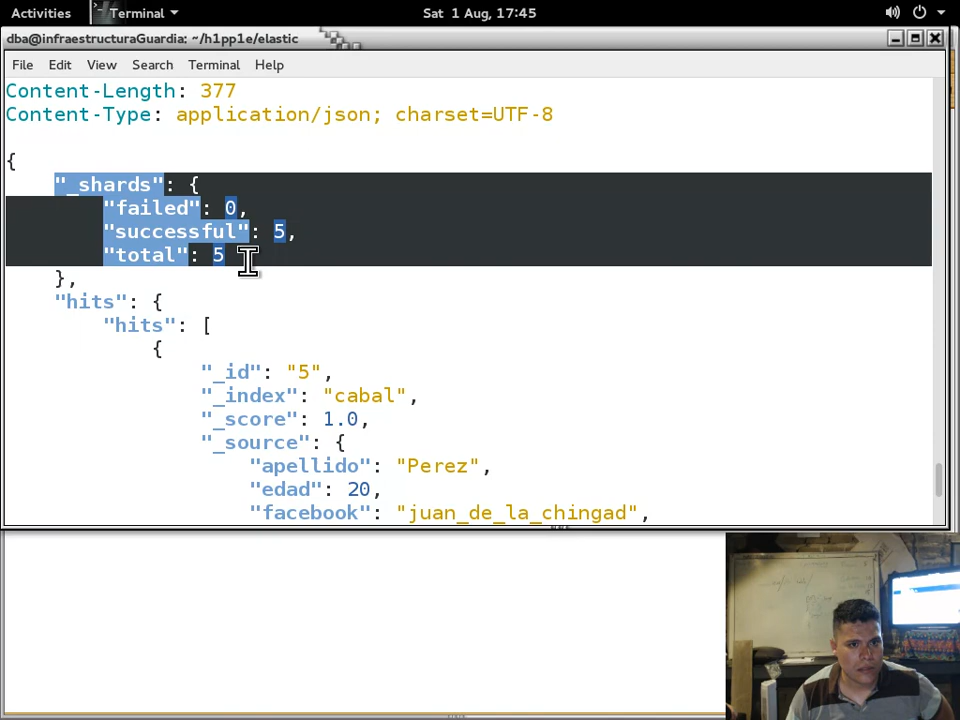 Activities
Terminal
Sat 1 Aug, 17:45
dba@infraestructuraGuardia: ~/h1pp1e/elastic
File Edit View Search Terminal Help
Content-Length: 377
Content-Type: application/json; charset=UTF-8
{
"_shards": {
"failed": 0,
"successful": 5,
"total": 5
},
"hits": {
"hits": [
{
"_id": "5",
"_index": "cabal",
"_score": 1.0,
"_source": {
"apellido": "Perez",
"edad": 20,
"facebook": "juan_de_la_chingad",